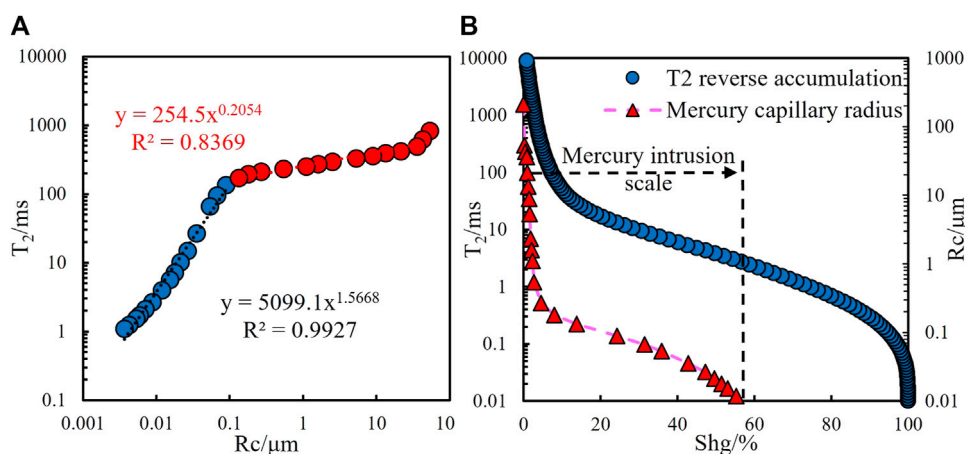 A
10000
1000
100
10
1
0.1
T₂/ms
0.001
0.01
0.1
1
10
100
Rc/μm
y = 254.5x^0.2054
R² = 0.8369
y = 5099.1x^1.5668
R² = 0.9927
B
10000
1000
100
10
1
0.1
0.01
T₂/ms
0
20
40
60
80
100
Shg/%
1000
100
10
1
0.1
0.01
Rc/μm
T2 reverse accumulation
Mercury capillary radius
Mercury intrusion
scale